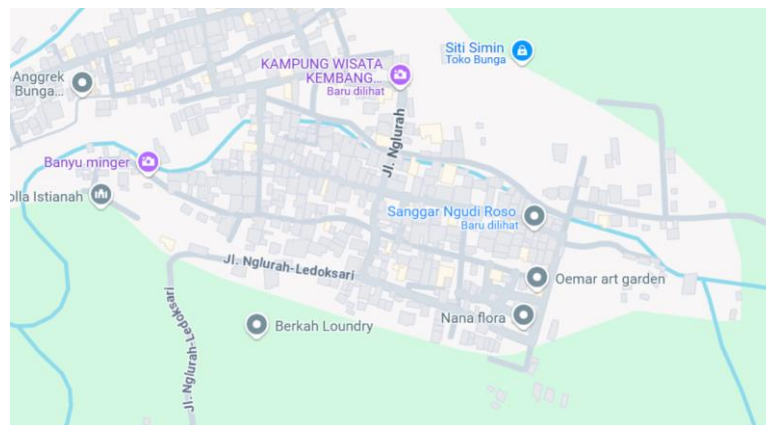 Siti Simin
Toko Bunga
KAMPUNG WISATA
KEMBANG...
Baru dilihat
Anggrek
Bunga...
Jl. Nglurah
Banyu minger
olla Istianah
Sanggar Ngudi Roso
Baru dilihat
Jl. Nglurah-Ledoksari
Oemar art garden
Nana flora
Berkah Loundry
Jl. Nglurah-Ledoksari